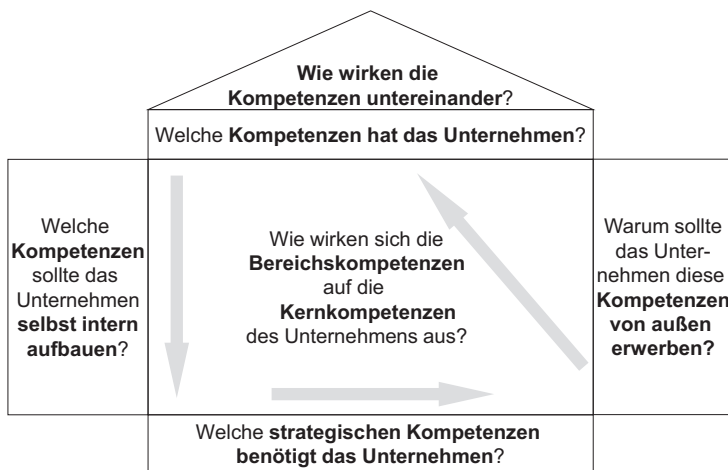 Wie wirken die
Kompetenzen untereinander?
Welche Kompetenzen hat das Unternehmen?
Welche
Kompetenzen
sollte das
Unternehmen
selbst intern
aufbauen?
Wie wirken sich die
Bereichskompetenzen
auf die
Kernkompetenzen
des Unternehmens aus?
Warum sollte
das Unter-
nehmen diese
Kompetenzen
von außen
erwerben?
Welche strategischen Kompetenzen
benötigt das Unternehmen?